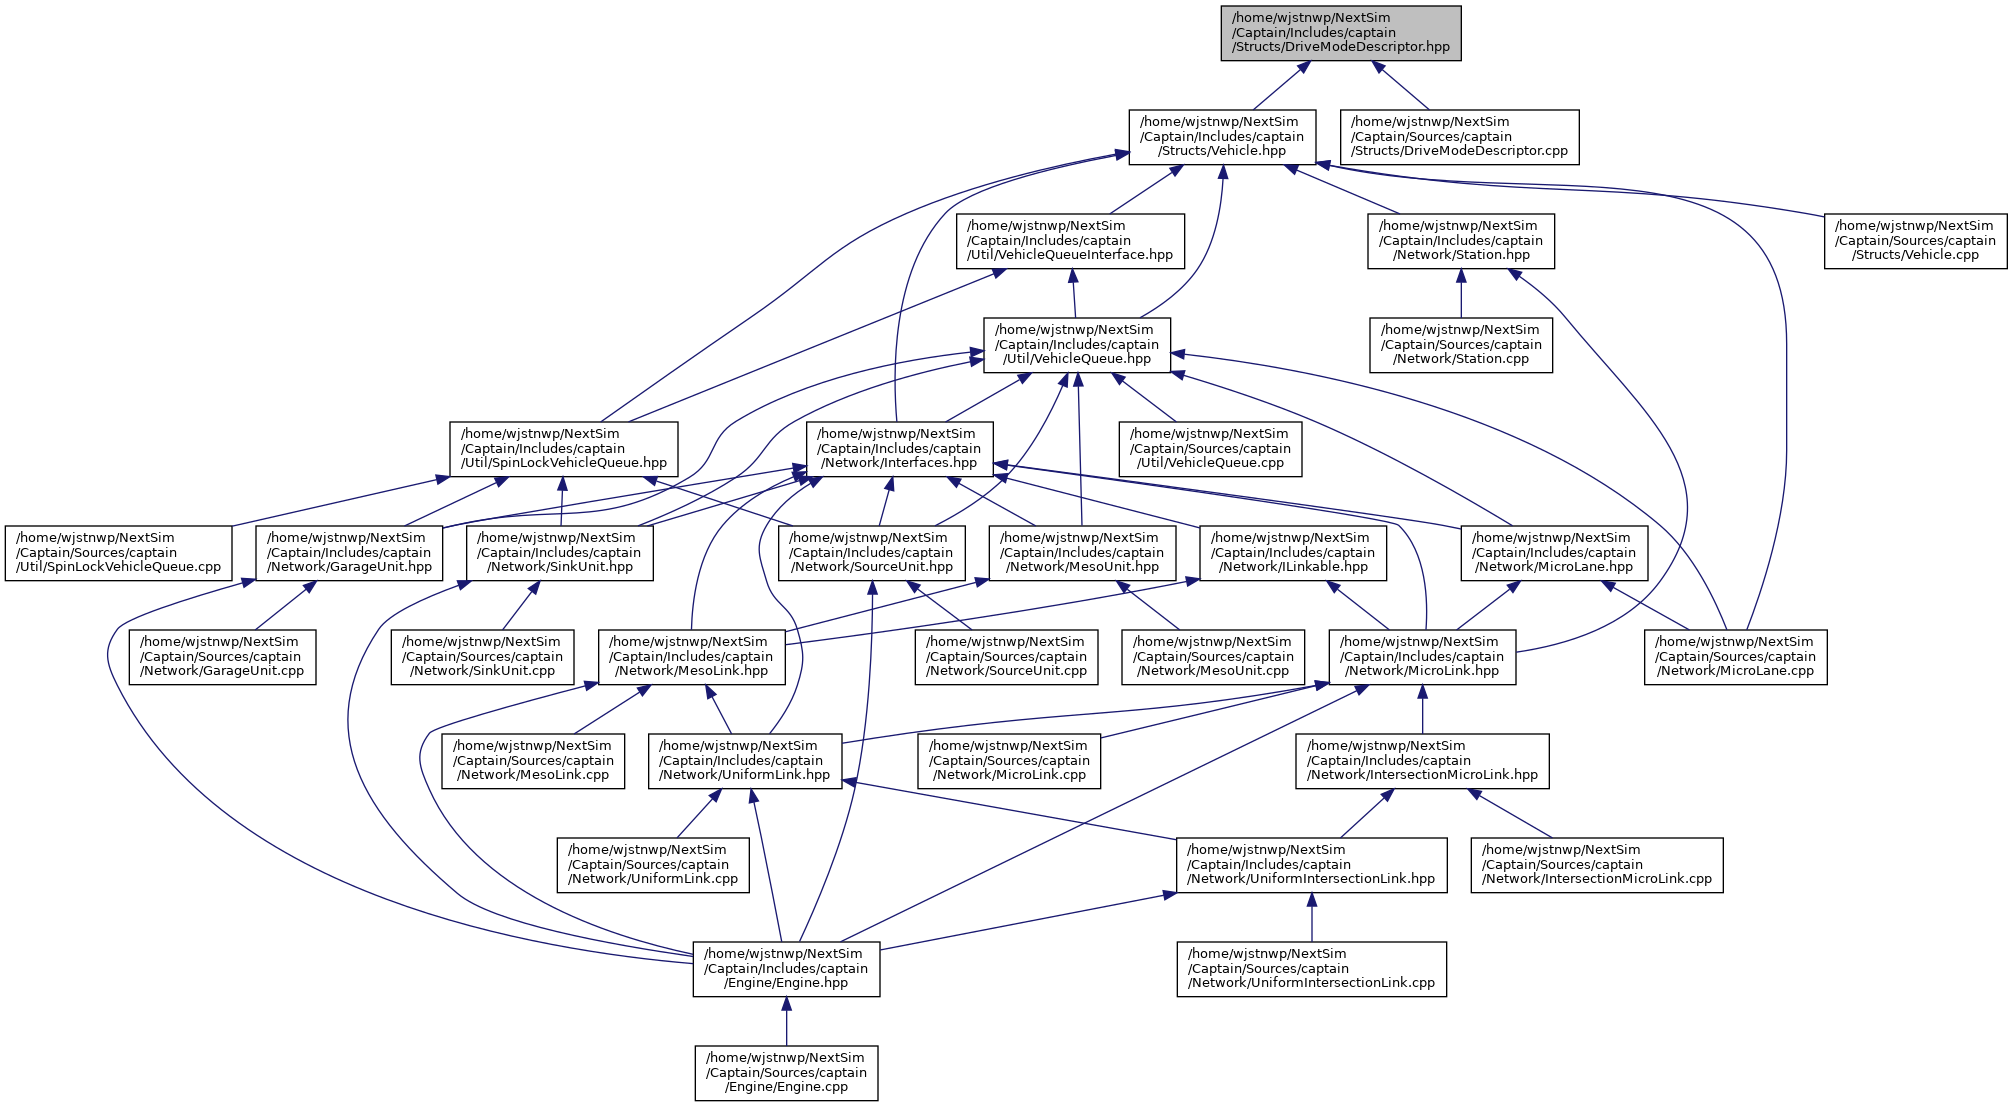 /home/wjstnwp/NextSim
/Captain/Includes/captain
/Structs/DriveModeDescriptor.hpp
/home/wjstnwp/NextSim
/Captain/Includes/captain
/Structs/Vehicle.hpp
/home/wjstnwp/NextSim
/Captain/Sources/captain
/Structs/DriveModeDescriptor.cpp
/home/wjstnwp/NextSim
/Captain/Includes/captain
/Util/VehicleQueueInterface.hpp
/home/wjstnwp/NextSim
/Captain/Includes/captain
/Network/Station.hpp
/home/wjstnwp/NextSim
/Captain/Sources/captain
/Structs/Vehicle.cpp
/home/wjstnwp/NextSim
/Captain/Includes/captain
/Util/VehicleQueue.hpp
/home/wjstnwp/NextSim
/Captain/Sources/captain
/Network/Station.cpp
/home/wjstnwp/NextSim
/Captain/Includes/captain
/Util/SpinLockVehicleQueue.hpp
/home/wjstnwp/NextSim
/Captain/Includes/captain
/Network/Interfaces.hpp
/home/wjstnwp/NextSim
/Captain/Sources/captain
/Util/VehicleQueue.cpp
/home/wjstnwp/NextSim
/Captain/Sources/captain
/Util/SpinLockVehicleQueue.cpp
/home/wjstnwp/NextSim
/Captain/Includes/captain
/Network/GarageUnit.hpp
/home/wjstnwp/NextSim
/Captain/Includes/captain
/Network/SinkUnit.hpp
/home/wjstnwp/NextSim
/Captain/Includes/captain
/Network/SourceUnit.hpp
/home/wjstnwp/NextSim
/Captain/Includes/captain
/Network/MesoUnit.hpp
/home/wjstnwp/NextSim
/Captain/Includes/captain
/Network/ILinkable.hpp
/home/wjstnwp/NextSim
/Captain/Includes/captain
/Network/MicroLane.hpp
/home/wjstnwp/NextSim
/Captain/Sources/captain
/Network/GarageUnit.cpp
/home/wjstnwp/NextSim
/Captain/Sources/captain
/Network/SinkUnit.cpp
/home/wjstnwp/NextSim
/Captain/Includes/captain
/Network/MesoLink.hpp
/home/wjstnwp/NextSim
/Captain/Sources/captain
/Network/SourceUnit.cpp
/home/wjstnwp/NextSim
/Captain/Sources/captain
/Network/MesoUnit.cpp
/home/wjstnwp/NextSim
/Captain/Includes/captain
/Network/MicroLink.hpp
/home/wjstnwp/NextSim
/Captain/Sources/captain
/Network/MicroLane.cpp
/home/wjstnwp/NextSim
/Captain/Sources/captain
/Network/MesoLink.cpp
/home/wjstnwp/NextSim
/Captain/Includes/captain
/Network/UniformLink.hpp
/home/wjstnwp/NextSim
/Captain/Sources/captain
/Network/MicroLink.cpp
/home/wjstnwp/NextSim
/Captain/Includes/captain
/Network/IntersectionMicroLink.hpp
/home/wjstnwp/NextSim
/Captain/Sources/captain
/Network/UniformLink.cpp
/home/wjstnwp/NextSim
/Captain/Includes/captain
/Network/UniformIntersectionLink.hpp
/home/wjstnwp/NextSim
/Captain/Sources/captain
/Network/IntersectionMicroLink.cpp
/home/wjstnwp/NextSim
/Captain/Includes/captain
/Engine/Engine.hpp
/home/wjstnwp/NextSim
/Captain/Sources/captain
/Network/UniformIntersectionLink.cpp
/home/wjstnwp/NextSim
/Captain/Sources/captain
/Engine/Engine.cpp